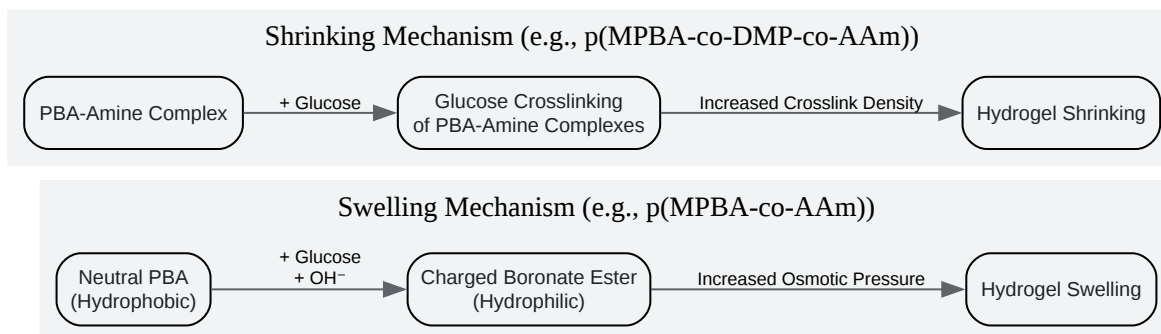 Shrinking Mechanism (e.g., p(MPBA-co-DMP-co-AAm))
PBA-Amine Complex
+ Glucose
Glucose Crosslinking
of PBA-Amine Complexes
Increased Crosslink Density
Hydrogel Shrinking
Swelling Mechanism (e.g., p(MPBA-co-AAm))
Neutral PBA
(Hydrophobic)
+ Glucose
+ OH⁻
Charged Boronate Ester
(Hydrophilic)
Increased Osmotic Pressure
Hydrogel Swelling